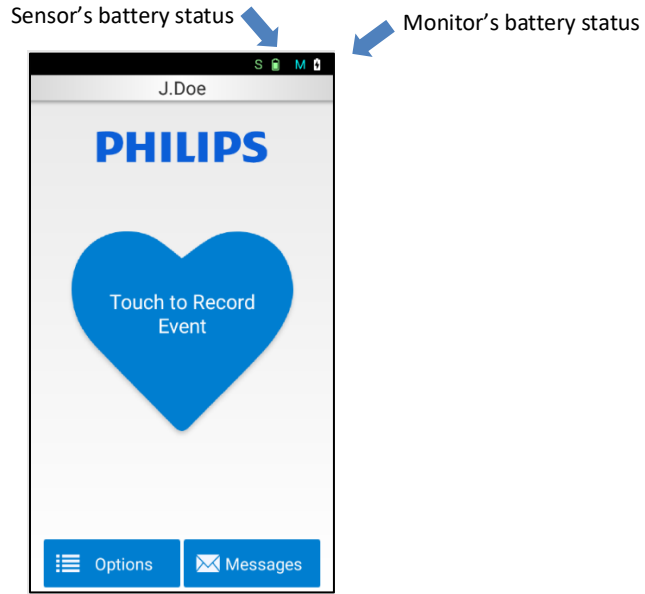 Sensor’s battery status
Monitor’s battery status
S M
J.Doe
PHILIPS
Touch to Record
Event
Options
Messages